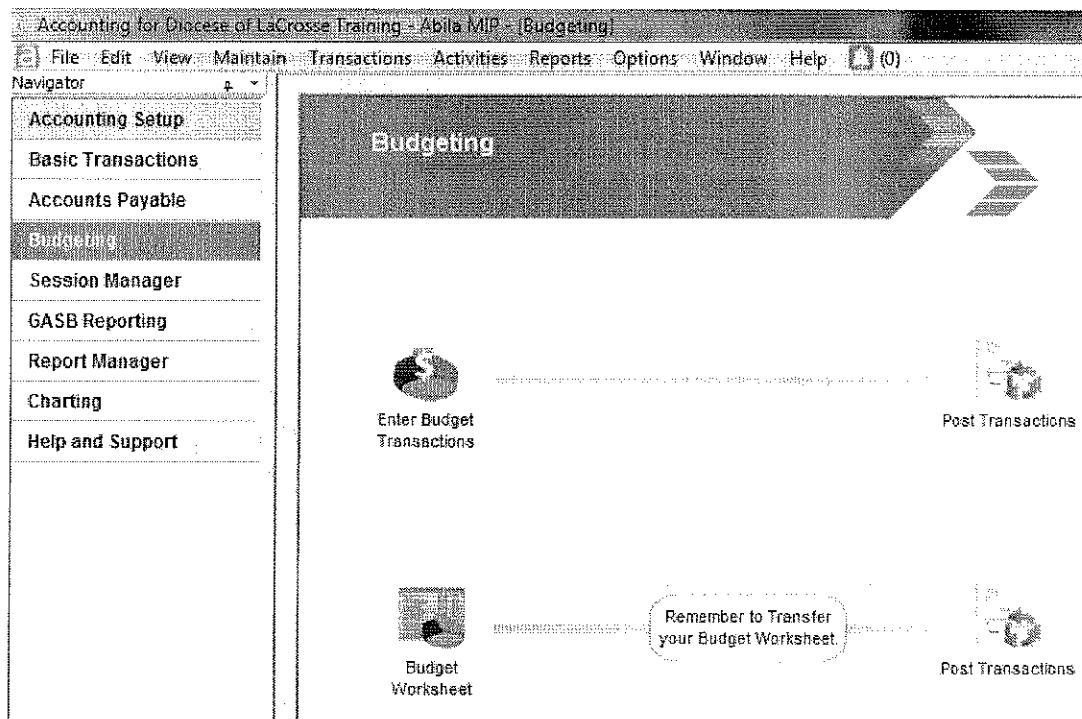 Accounting for Diocese of LaCrosse Training - Abila MIP - [Budgeting]
File Edit View Maintain Transactions Activities Reports Options Window Help (0)
Navigator
Accounting Setup
Basic Transactions
Accounts Payable
Budgeting
Session Manager
GASB Reporting
Report Manager
Charting
Help and Support
Budgeting
Enter Budget
Transactions
Post Transactions
Remember to Transfer
your Budget Worksheet.
Budget
Worksheet
Post Transactions